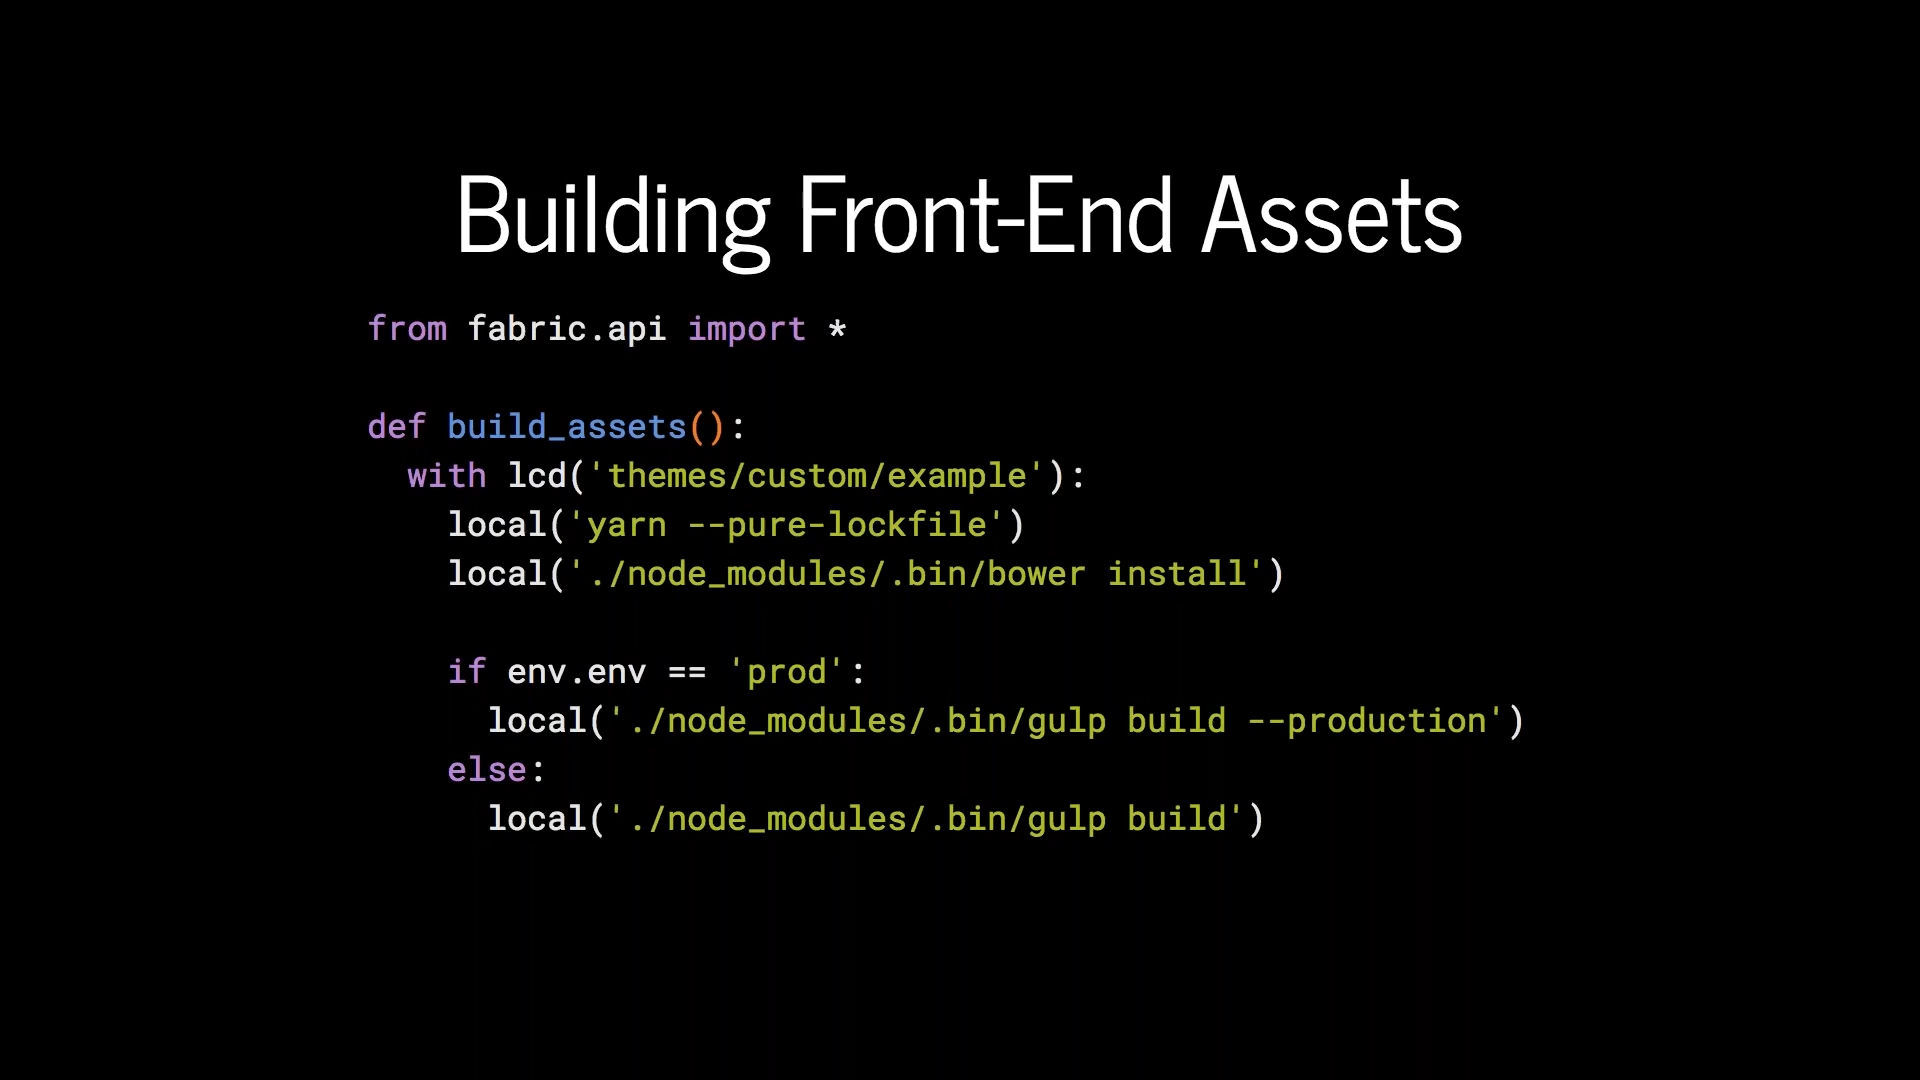 Building Front-End Assets
from fabric.api import *
def build_assets():
  with lcd('themes/custom/example'):
    local('yarn --pure-lockfile')
    local('./node_modules/.bin/bower install')
    if env.env == 'prod':
      local('./node_modules/.bin/gulp build --production')
    else:
      local('./node_modules/.bin/gulp build')